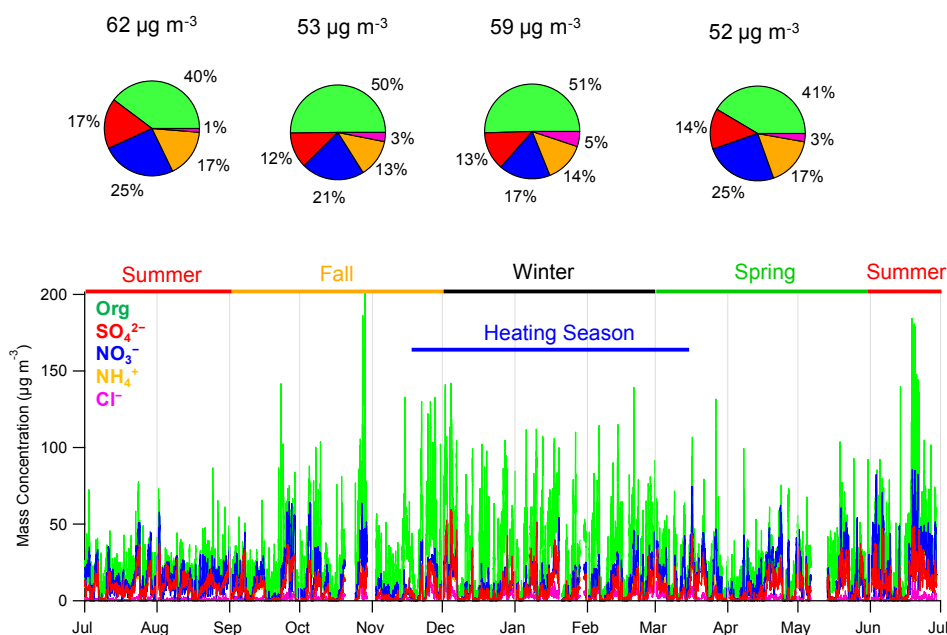 62 µg m⁻³ 53 µg m⁻³ 59 µg m⁻³ 52 µg m⁻³
40% 17% 25% 17% 1%
50% 12% 21% 13% 3%
51% 13% 17% 14% 5%
41% 14% 25% 17% 3%
Summer Fall Winter Spring Summer
Heating Season
Org
SO₄²⁻
NO₃⁻
NH₄⁺
Cl⁻
Mass Concentration (µg m⁻³)
200
150
100
50
0
Jul Aug Sep Oct Nov Dec Jan Feb Mar Apr May Jun Jul